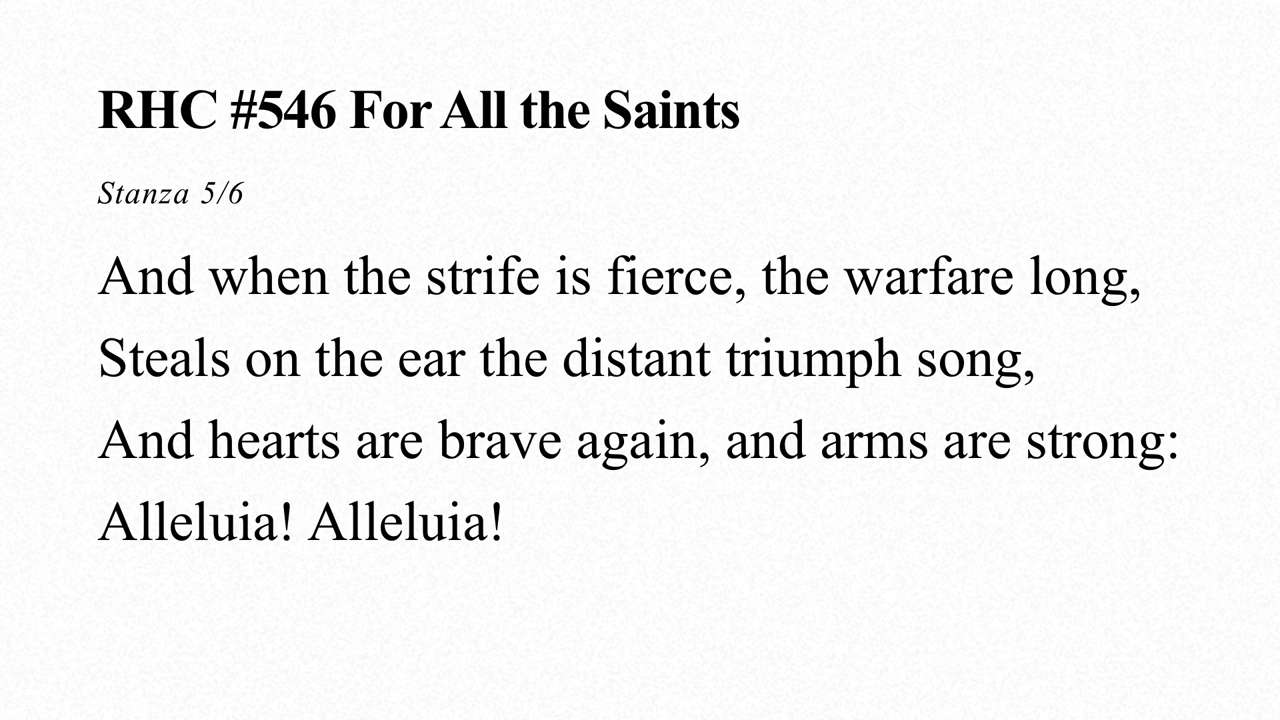 RHC #546 For All the Saints
Stanza 5/6
And when the strife is fierce, the warfare long,
Steals on the ear the distant triumph song,
And hearts are brave again, and arms are strong:
Alleluia! Alleluia!